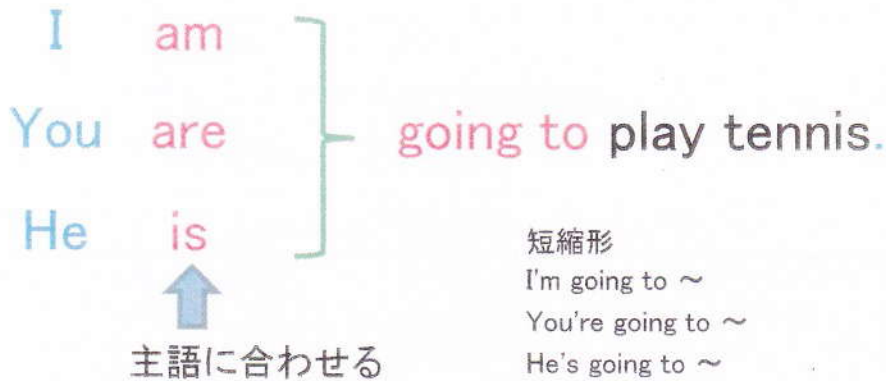 I am
You are going to play tennis.
He is
主語に合わせる
短縮形
I'm going to ～
You're going to ～
He's going to ～